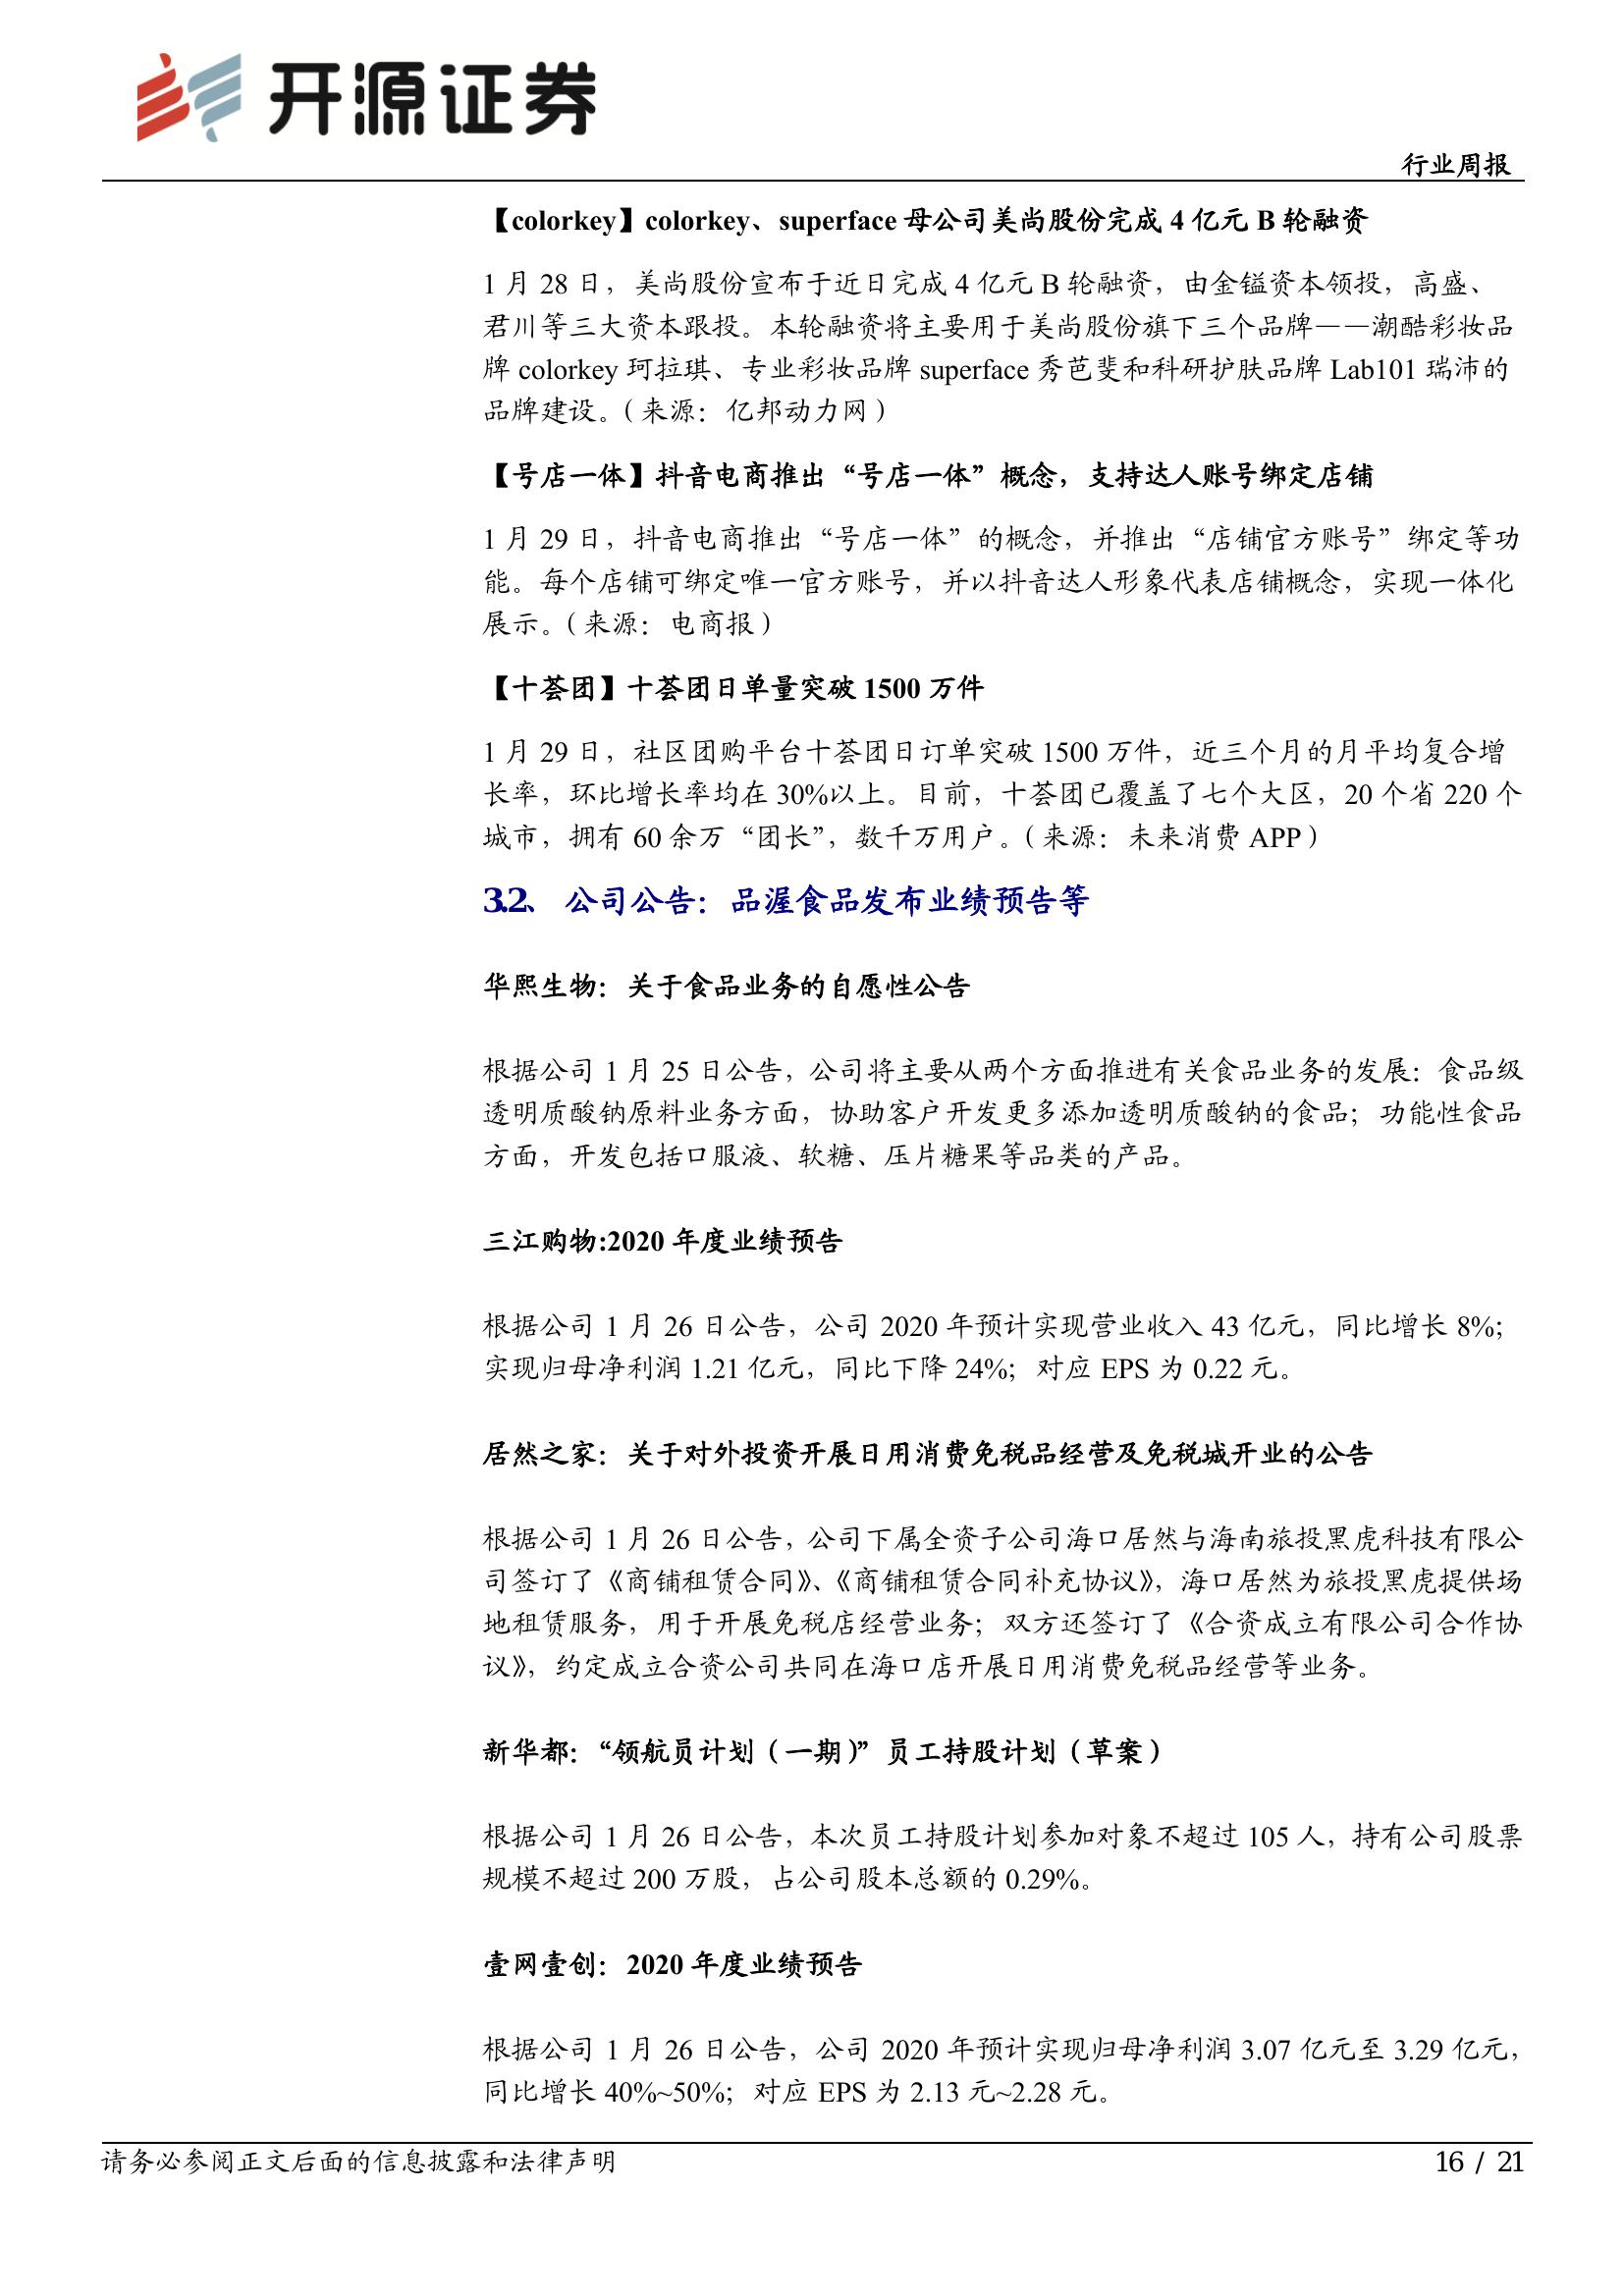 开源证券
行业周报
【colorkey】colorkey、superface 母公司美尚股份完成 4 亿元 B 轮融资
1 月 28 日，美尚股份宣布于近日完成 4 亿元 B 轮融资，由金镒资本领投，高盛、
君川等三大资本跟投。本轮融资将主要用于美尚股份旗下三个品牌——潮酷彩妆品
牌 colorkey 珂拉琪、专业彩妆品牌 superface 秀芭斐和科研护肤品牌 Lab101 瑞沛的
品牌建设。（来源：亿邦动力网）
【号店一体】抖音电商推出“号店一体”概念，支持达人账号绑定店铺
1 月 29 日，抖音电商推出“号店一体”的概念，并推出“店铺官方账号”绑定等功
能。每个店铺可绑定唯一官方账号，并以抖音达人形象代表店铺概念，实现一体化
展示。（来源：电商报）
【十荟团】十荟团日单量突破 1500 万件
1 月 29 日，社区团购平台十荟团日订单突破 1500 万件，近三个月的月平均复合增
长率，环比增长率均在 30%以上。目前，十荟团已覆盖了七个大区，20 个省 220 个
城市，拥有 60 余万“团长”，数千万用户。（来源：未来消费 APP）
3.2、 公司公告：品渥食品发布业绩预告等
华熙生物：关于食品业务的自愿性公告
根据公司 1 月 25 日公告，公司将主要从两个方面推进有关食品业务的发展：食品级
透明质酸钠原料业务方面，协助客户开发更多添加透明质酸钠的食品；功能性食品
方面，开发包括口服液、软糖、压片糖果等品类的产品。
三江购物:2020 年度业绩预告
根据公司 1 月 26 日公告，公司 2020 年预计实现营业收入 43 亿元，同比增长 8%；
实现归母净利润 1.21 亿元，同比下降 24%；对应 EPS 为 0.22 元。
居然之家：关于对外投资开展日用消费免税品经营及免税城开业的公告
根据公司 1 月 26 日公告，公司下属全资子公司海口居然与海南旅投黑虎科技有限公
司签订了《商铺租赁合同》、《商铺租赁合同补充协议》，海口居然为旅投黑虎提供场
地租赁服务，用于开展免税店经营业务；双方还签订了《合资成立有限公司合作协
议》，约定成立合资公司共同在海口店开展日用消费免税品经营等业务。
新华都：“领航员计划（一期）”员工持股计划（草案）
根据公司 1 月 26 日公告，本次员工持股计划参加对象不超过 105 人，持有公司股票
规模不超过 200 万股，占公司股本总额的 0.29%。
壹网壹创：2020 年度业绩预告
根据公司 1 月 26 日公告，公司 2020 年预计实现归母净利润 3.07 亿元至 3.29 亿元，
同比增长 40%~50%；对应 EPS 为 2.13 元~2.28 元。
请务必参阅正文后面的信息披露和法律声明
16 / 21